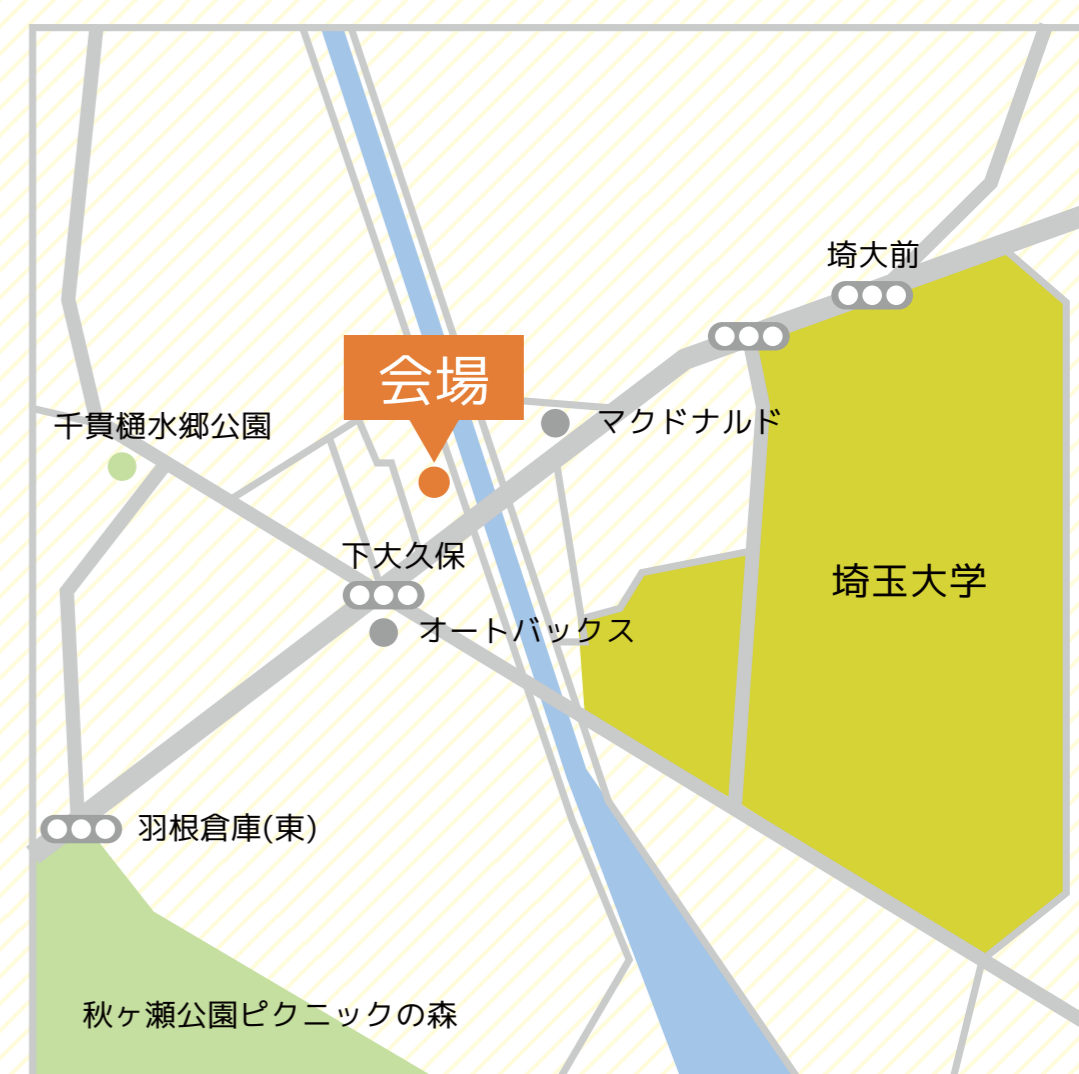 埼大前
会場
マクドナルド
千貫樋水郷公園
下大久保
埼玉大学
オートバックス
羽根倉庫(東)
秋ヶ瀬公園ピクニックの森